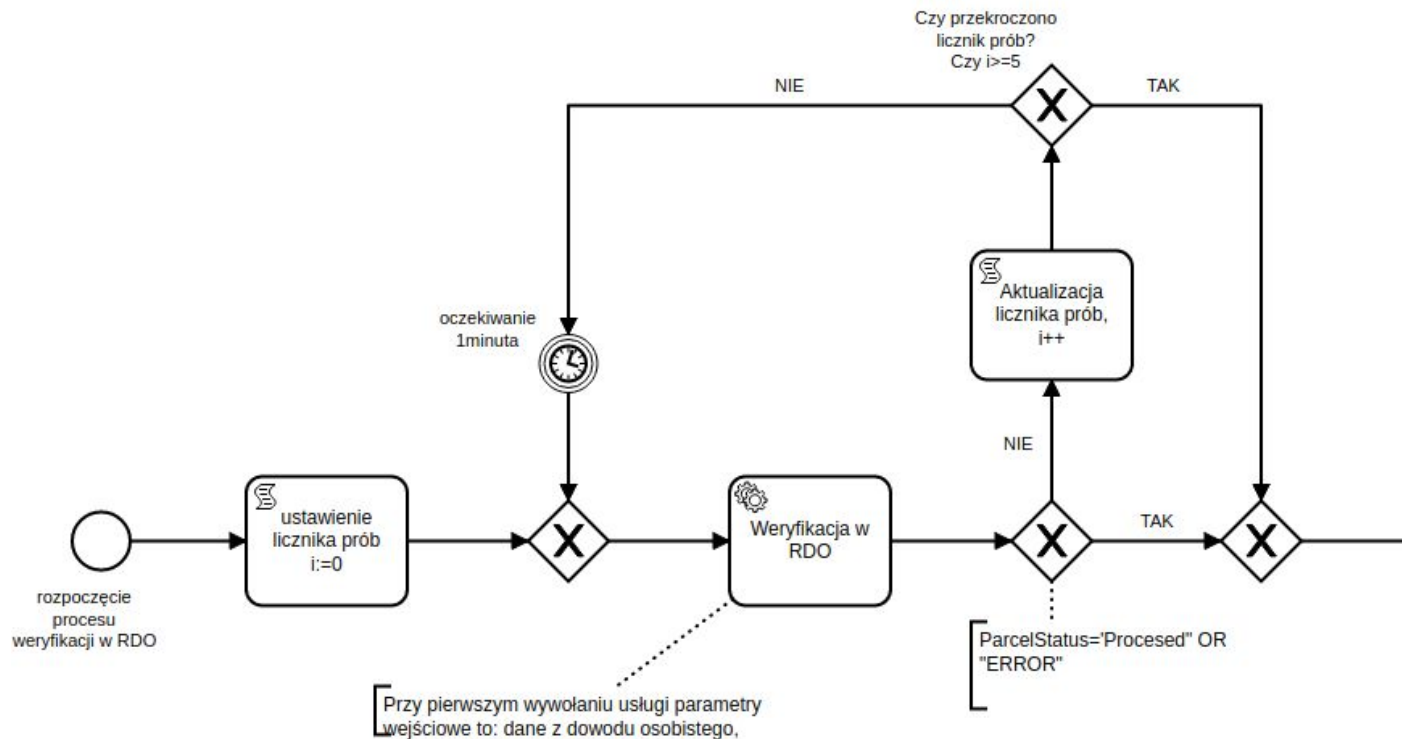 Czy przekroczono
licznik prób?
Czy i>=5
NIE
TAK
Aktualizacja
licznika prób,
i++
oczekiwanie
1minuta
NIE
ustawienie
licznika prób
i:=0
Weryfikacja w
RDO
TAK
rozpoczęcie
procesu
weryfikacji w RDO
ParcelStatus='Procesed" OR
"ERROR"
Przy pierwszym wywołaniu usługi parametry
wejściowe to: dane z dowodu osobistego,